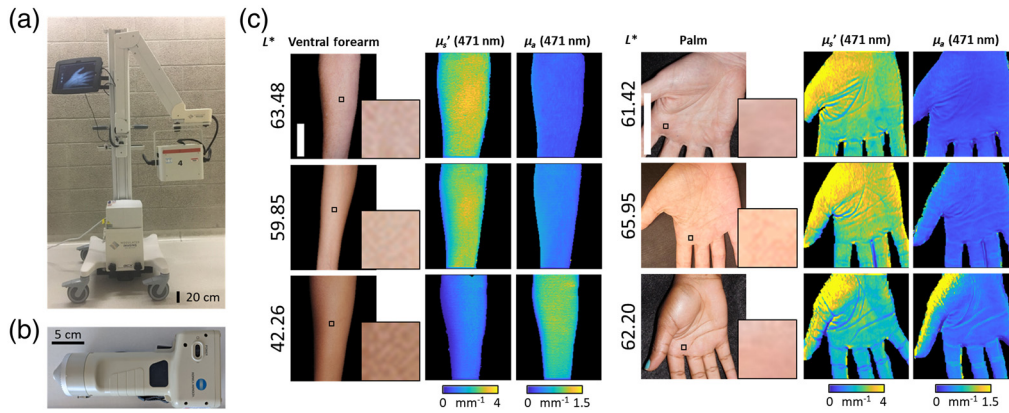 (a)
4
20 cm
(b)
5 cm
(c)
L* Ventral forearm μs' (471 nm) μa (471 nm)
63.48
59.85
42.26
0 mm⁻¹ 4 0 mm⁻¹ 1.5
L* Palm μs' (471 nm) μa (471 nm)
61.42
65.95
62.20
0 mm⁻¹ 4 0 mm⁻¹ 1.5